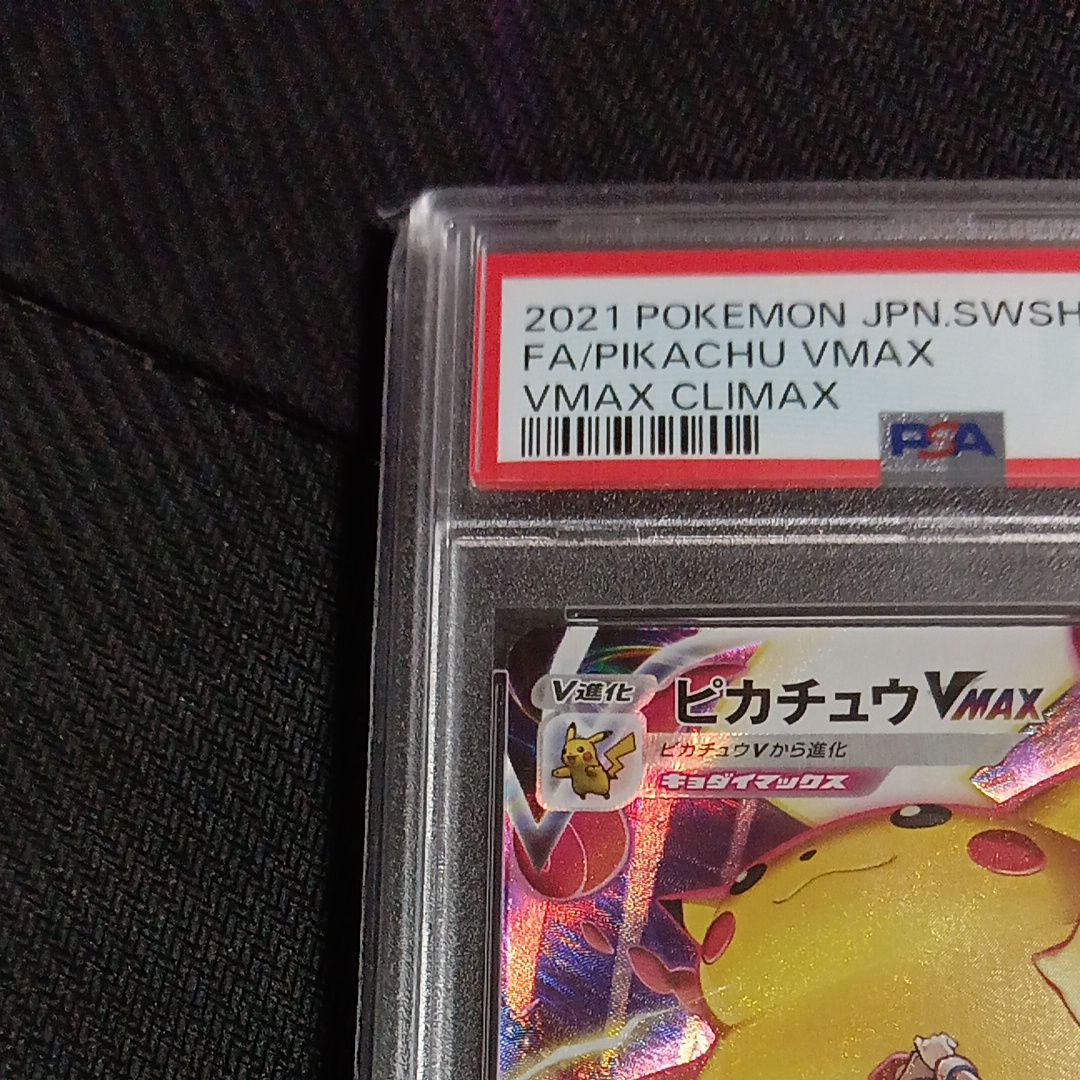 2021 POKEMON JPN.SWSH
FA/PIKACHU VMAX
VMAX CLIMAX
PSA
V進化
ピカチュウVMAX
ピカチュウVから進化
キョダイマックス